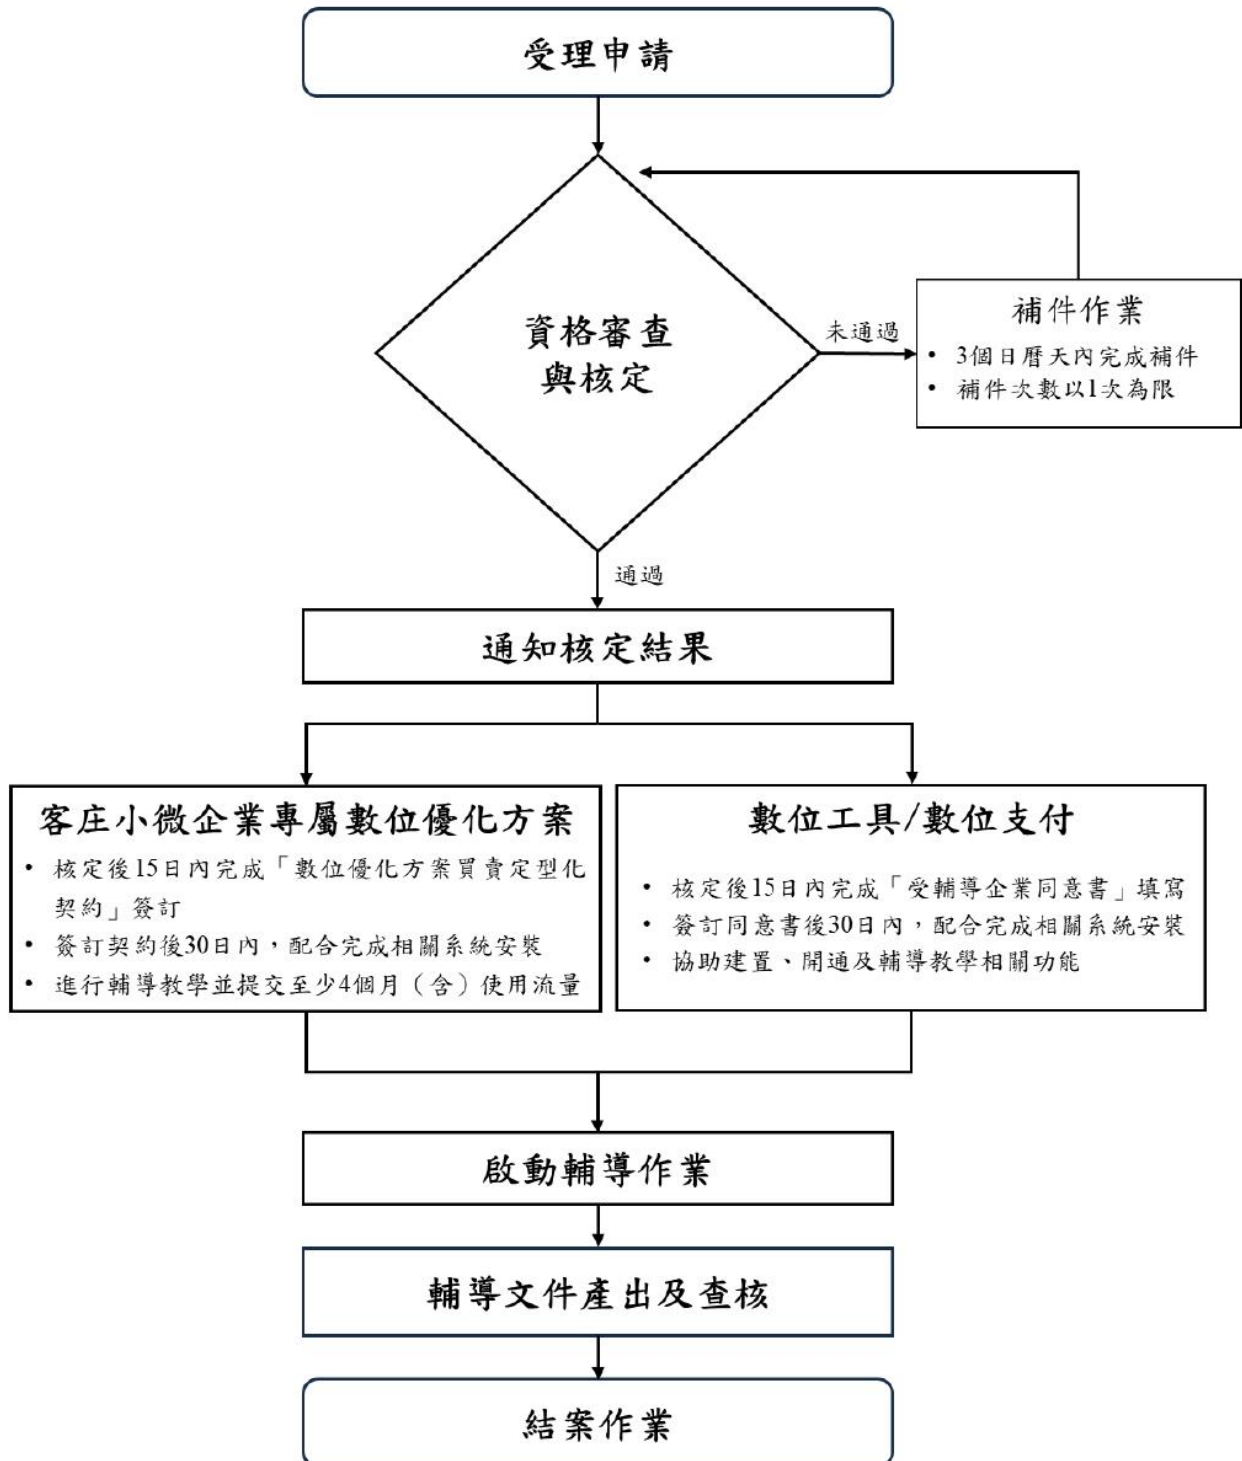 受理申請
資格審查
與核定
未通過
補件作業
• 3個日曆天內完成補件
• 補件次數以1次為限
通過
通知核定結果
客庄小微企業專屬數位優化方案
• 核定後15日內完成「數位優化方案買賣定型化
契約」簽訂
• 簽訂契約後30日內，配合完成相關系統安裝
• 進行輔導教學並提交至少4個月（含）使用流量
數位工具/數位支付
• 核定後15日內完成「受輔導企業同意書」填寫
• 簽訂同意書後30日內，配合完成相關系統安裝
• 協助建置、開通及輔導教學相關功能
啟動輔導作業
輔導文件產出及查核
結案作業